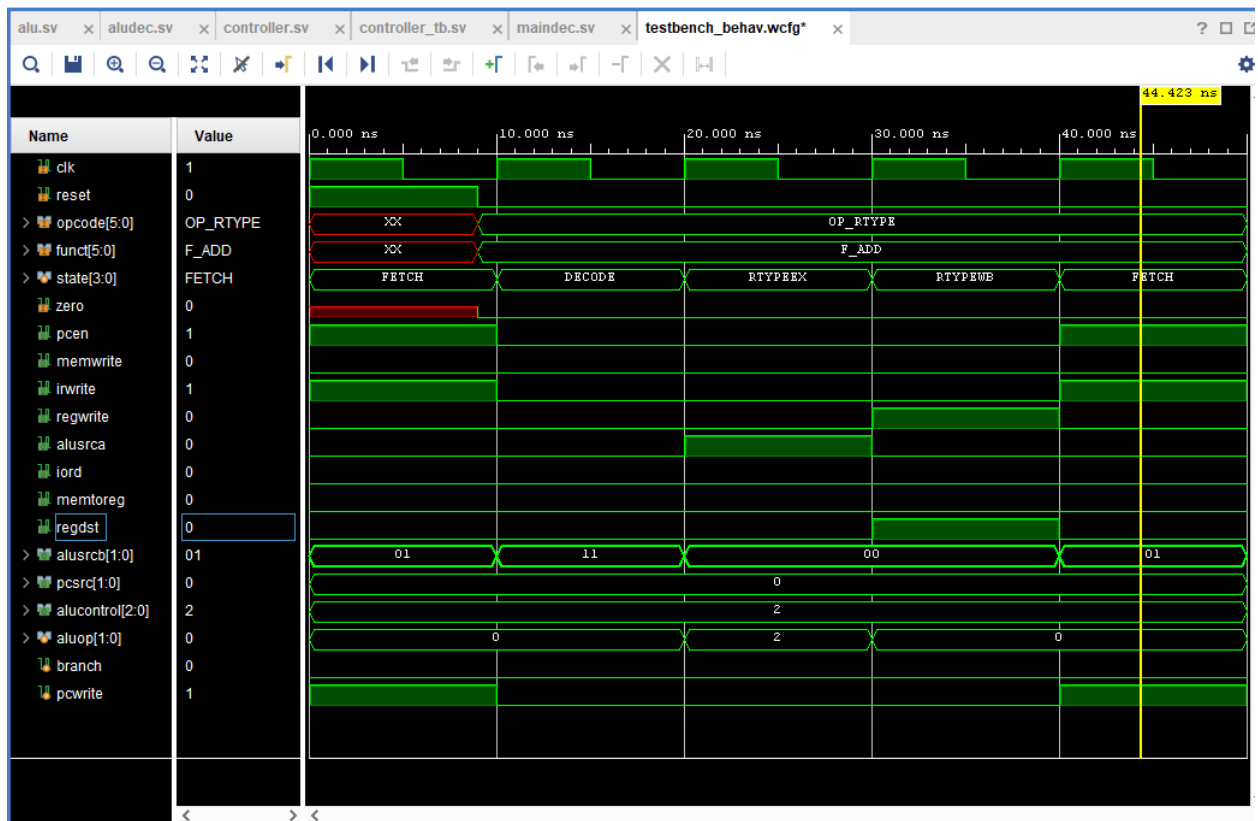 alu.sv × aludec.sv × controller.sv × controller_tb.sv × maindec.sv × testbench_behav.wcfg* ×
44.423 ns
Name Value 0.000 ns 10.000 ns 20.000 ns 30.000 ns 40.000 ns
clk 1
reset 0
opcode[5:0] OP_RTYPE XX OP_RTYPE
funct[5:0] F_ADD XX F_ADD
state[3:0] FETCH FETCH DECODE RTYPEEX RTYPEWB FETCH
zero 0
pcen 1
memwrite 0
irwrite 1
regwrite 0
alusrca 0
iord 0
memtoreg 0
regdst 0
alusrcb[1:0] 01 01 11 00 01
pcsrc[1:0] 0 0
alucontrol[2:0] 2 2
aluop[1:0] 0 0 2 0
branch 0
pcwrite 1